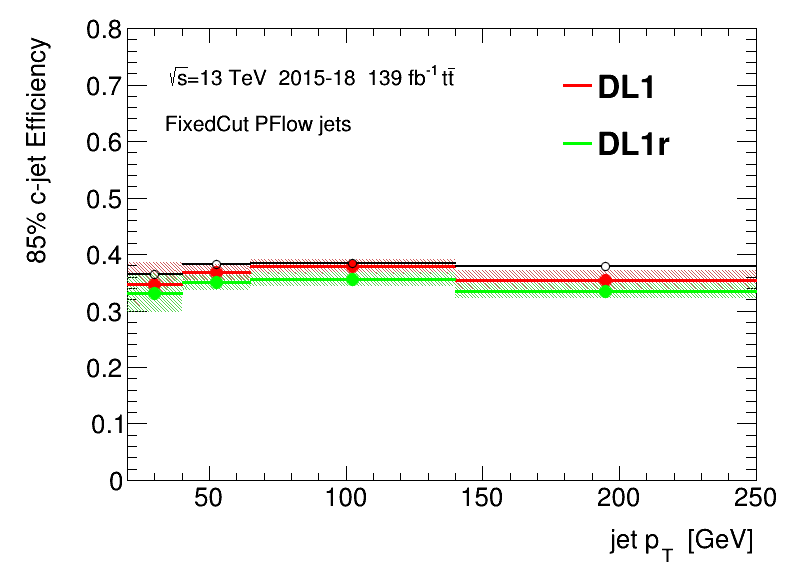 0.8
0.7
0.6
0.5
0.4
0.3
0.2
0.1
0
85% c-jet Efficiency
√s=13 TeV 2015-18 139 fb⁻¹ tt̄
FixedCut PFlow jets
DL1
DL1r
50 100 150 200 250
jet p_T [GeV]